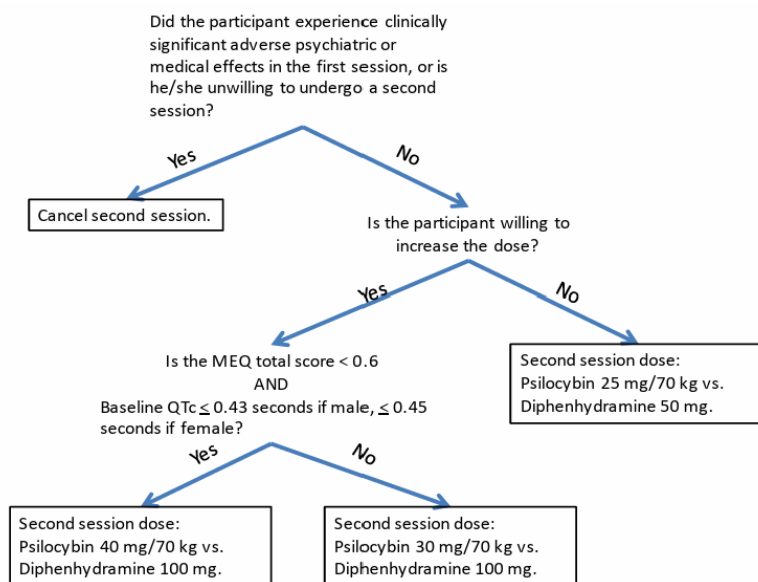 Did the participant experience clinically
significant adverse psychiatric or
medical effects in the first session, or is
he/she unwilling to undergo a second
session?
Yes
No
Cancel second session.
Is the participant willing to
increase the dose?
Yes
No
Is the MEQ total score < 0.6
AND
Baseline QTc ≤ 0.43 seconds if male, ≤ 0.45
seconds if female?
Second session dose:
Psilocybin 25 mg/70 kg vs.
Diphenhydramine 50 mg.
Yes
No
Second session dose:
Psilocybin 40 mg/70 kg vs.
Diphenhydramine 100 mg.
Second session dose:
Psilocybin 30 mg/70 kg vs.
Diphenhydramine 100 mg.